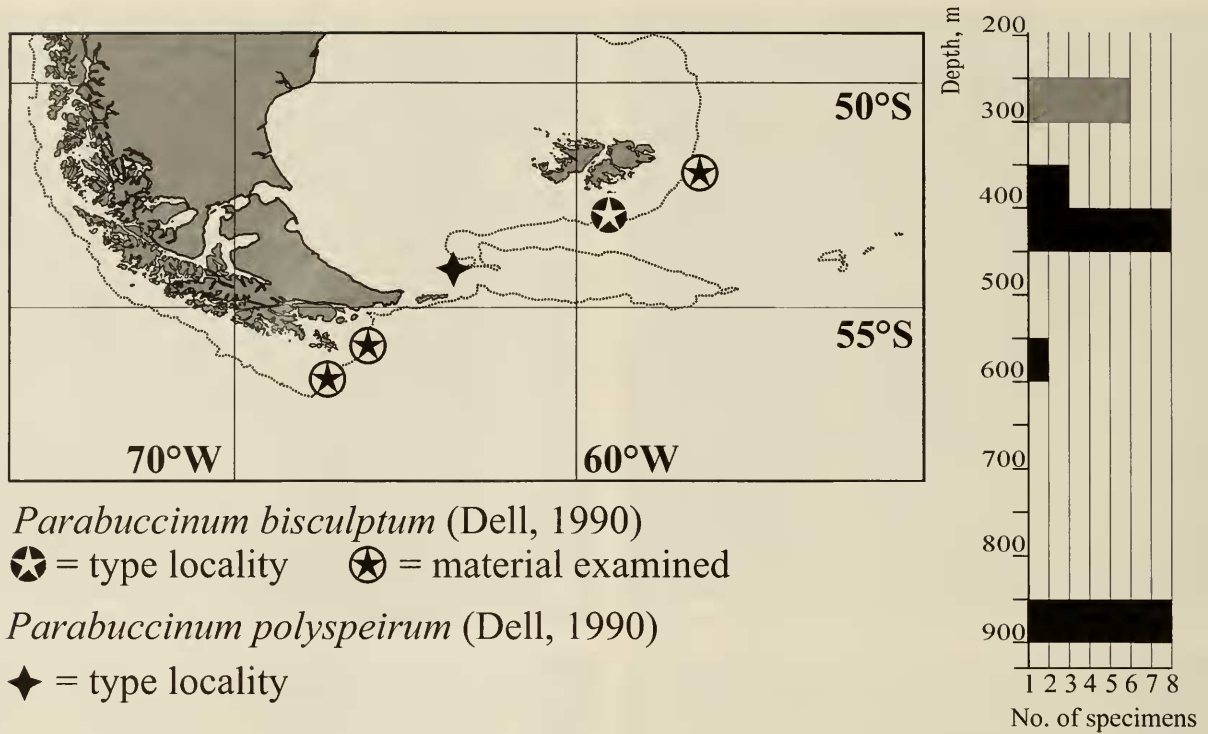 50°S
55°S
70°W
60°W
Parabuccinum bisculptum (Dell, 1990)
= type locality = material examined
Parabuccinum polyspeirum (Dell, 1990)
= type locality
Depth, m
200
300
400
500
600
700
800
900
1 2 3 4 5 6 7 8
No. of specimens